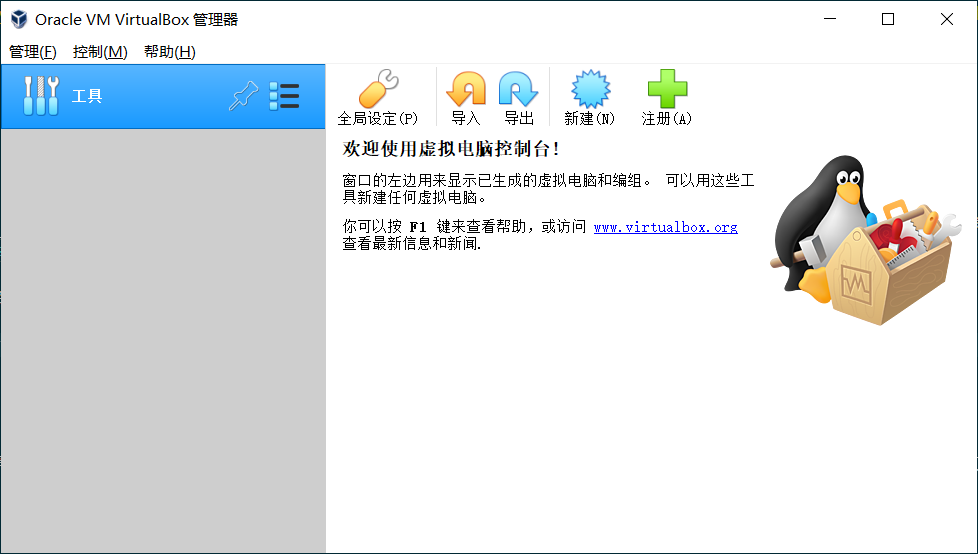 Oracle VM VirtualBox 管理器
管理(F) 控制(M) 帮助(H)
工具
全局设定(P) 导入 导出 新建(N) 注册(A)
欢迎使用虚拟电脑控制台!
窗口的左边用来显示已生成的虚拟电脑和编组。 可以用这些工
具新建任何虚拟电脑。
你可以按 F1 键来查看帮助，或访问 www.virtualbox.org
查看最新信息和新闻.